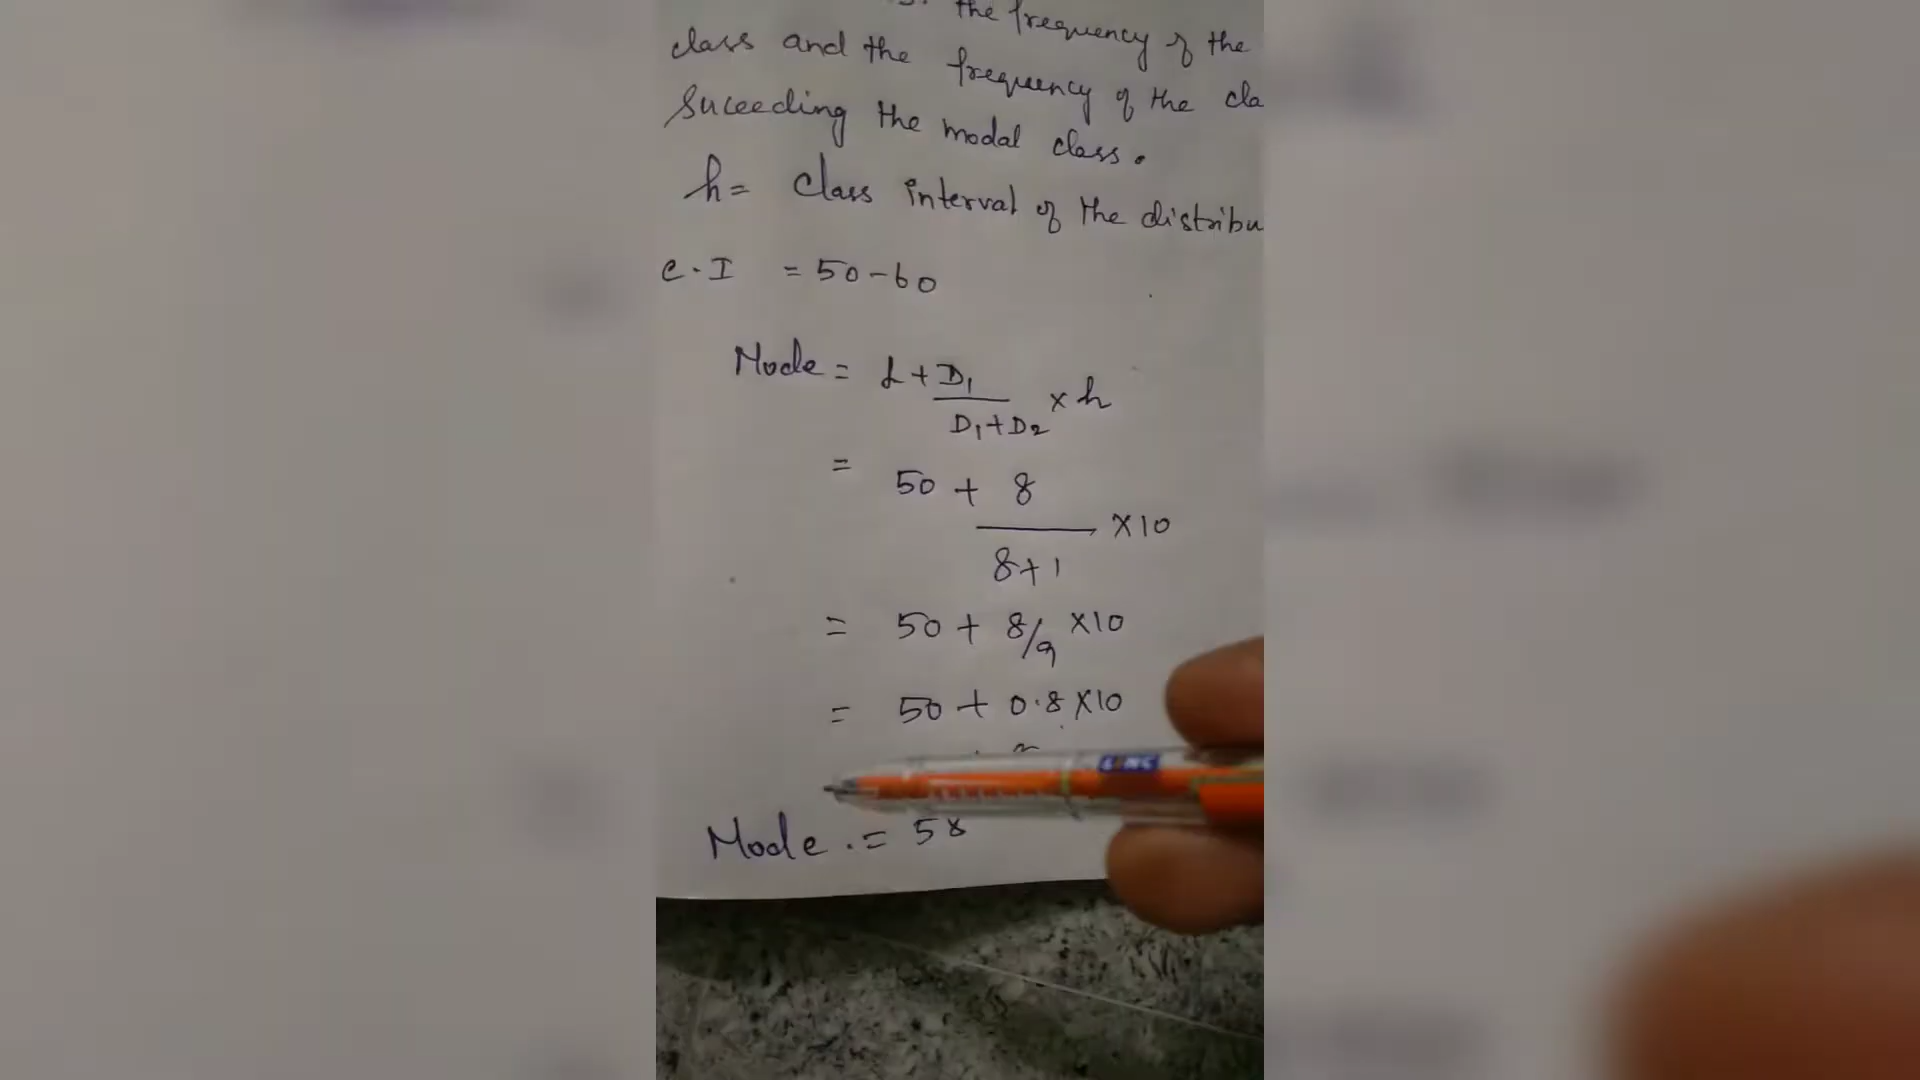 the frequency of the
class and the frequency of the cla
Suceeding the modal class.
h = class interval of the distribu
C.I = 50-60
Mode = L + D₁
D₁+D₂ × h
= 50 + 8
8+1 ×10
= 50 + 8/9 ×10
= 50 + 0.8 ×10
LINC
Mode. = 58